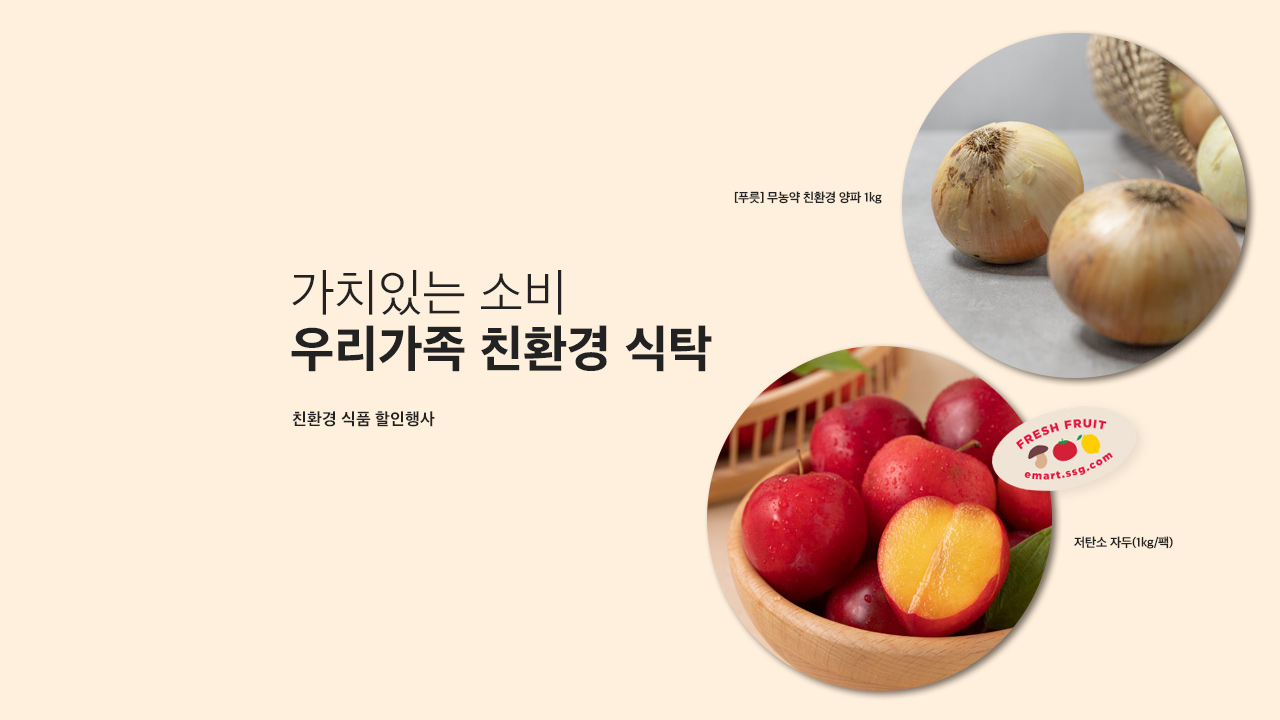 [푸릇] 무농약 친환경 양파 1kg
가치있는 소비
우리가족 친환경 식탁
친환경 식품 할인행사
FRESH FRUIT
emart.ssg.com
저탄소 자두(1kg/팩)